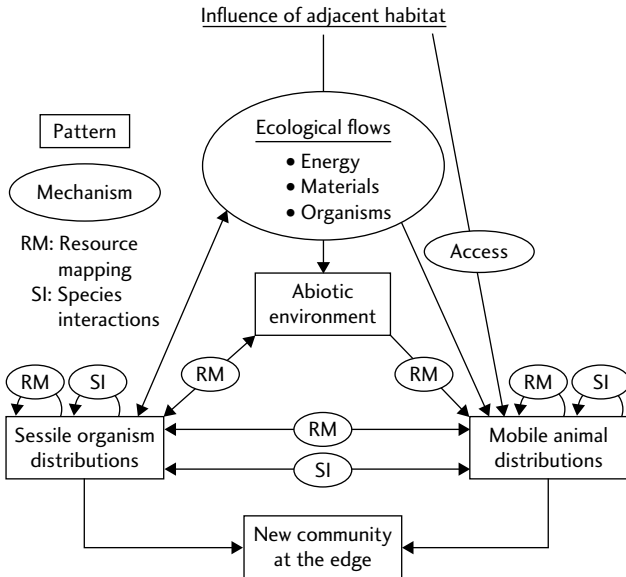 Influence of adjacent habitat
Ecological flows
• Energy
• Materials
• Organisms
Pattern
Mechanism
RM: Resource
mapping
SI: Species
interactions
Access
Abiotic
environment
RM
RM
RM
SI
RM
SI
Sessile organism
distributions
RM
SI
Mobile animal
distributions
New community
at the edge